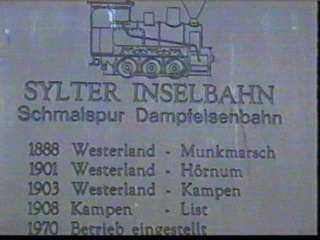 SYLTER INSELBAHN
Schmalspur Dampfeisenbahn
1888 Westerland - Munkmarsch
1901 Westerland - Hörnum
1903 Westerland - Kampen
1908 Kampen - List
1970 Betrieb eingestellt